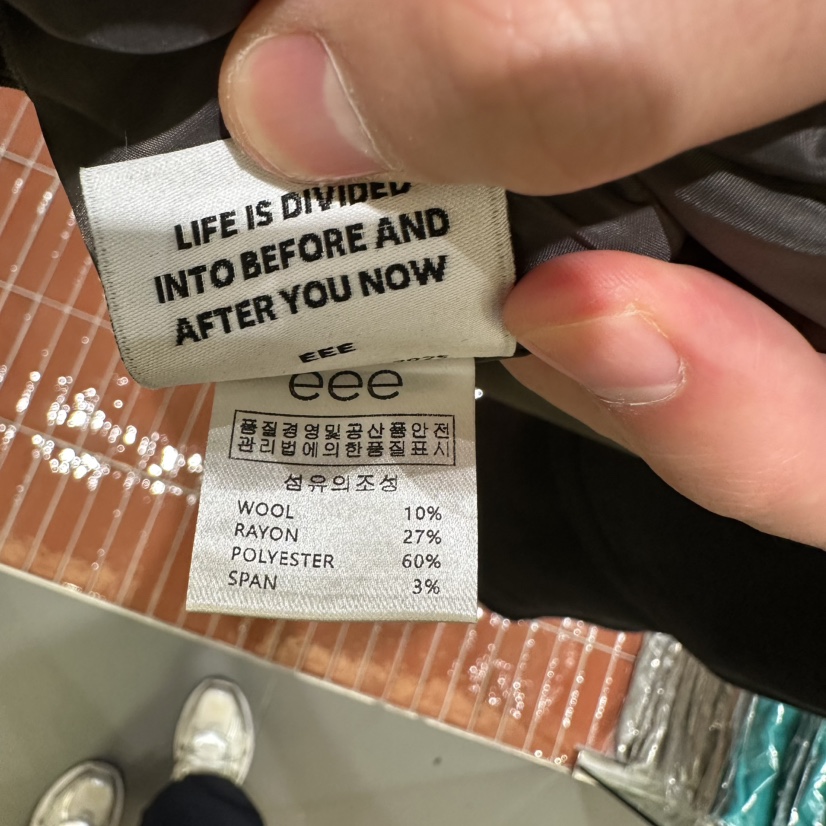 LIFE IS DIVIDED
INTO BEFORE AND
AFTER YOU NOW
EEE
eee
품질경영및공산품안전
관리법에의한품질표시
섬유의조성
WOOL 10%
RAYON 27%
POLYESTER 60%
SPAN 3%